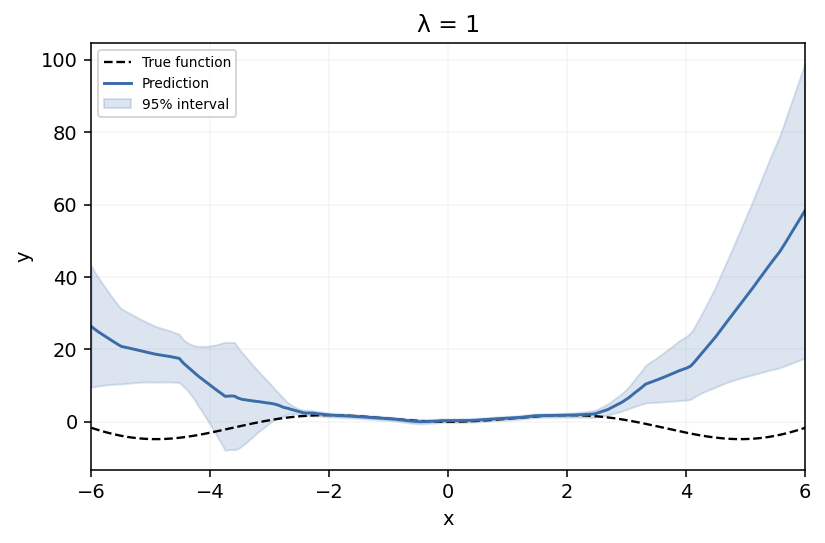 λ = 1
True function
Prediction
95% interval
100
80
60
40
20
0
y
−6 −4 −2 0 2 4 6
x